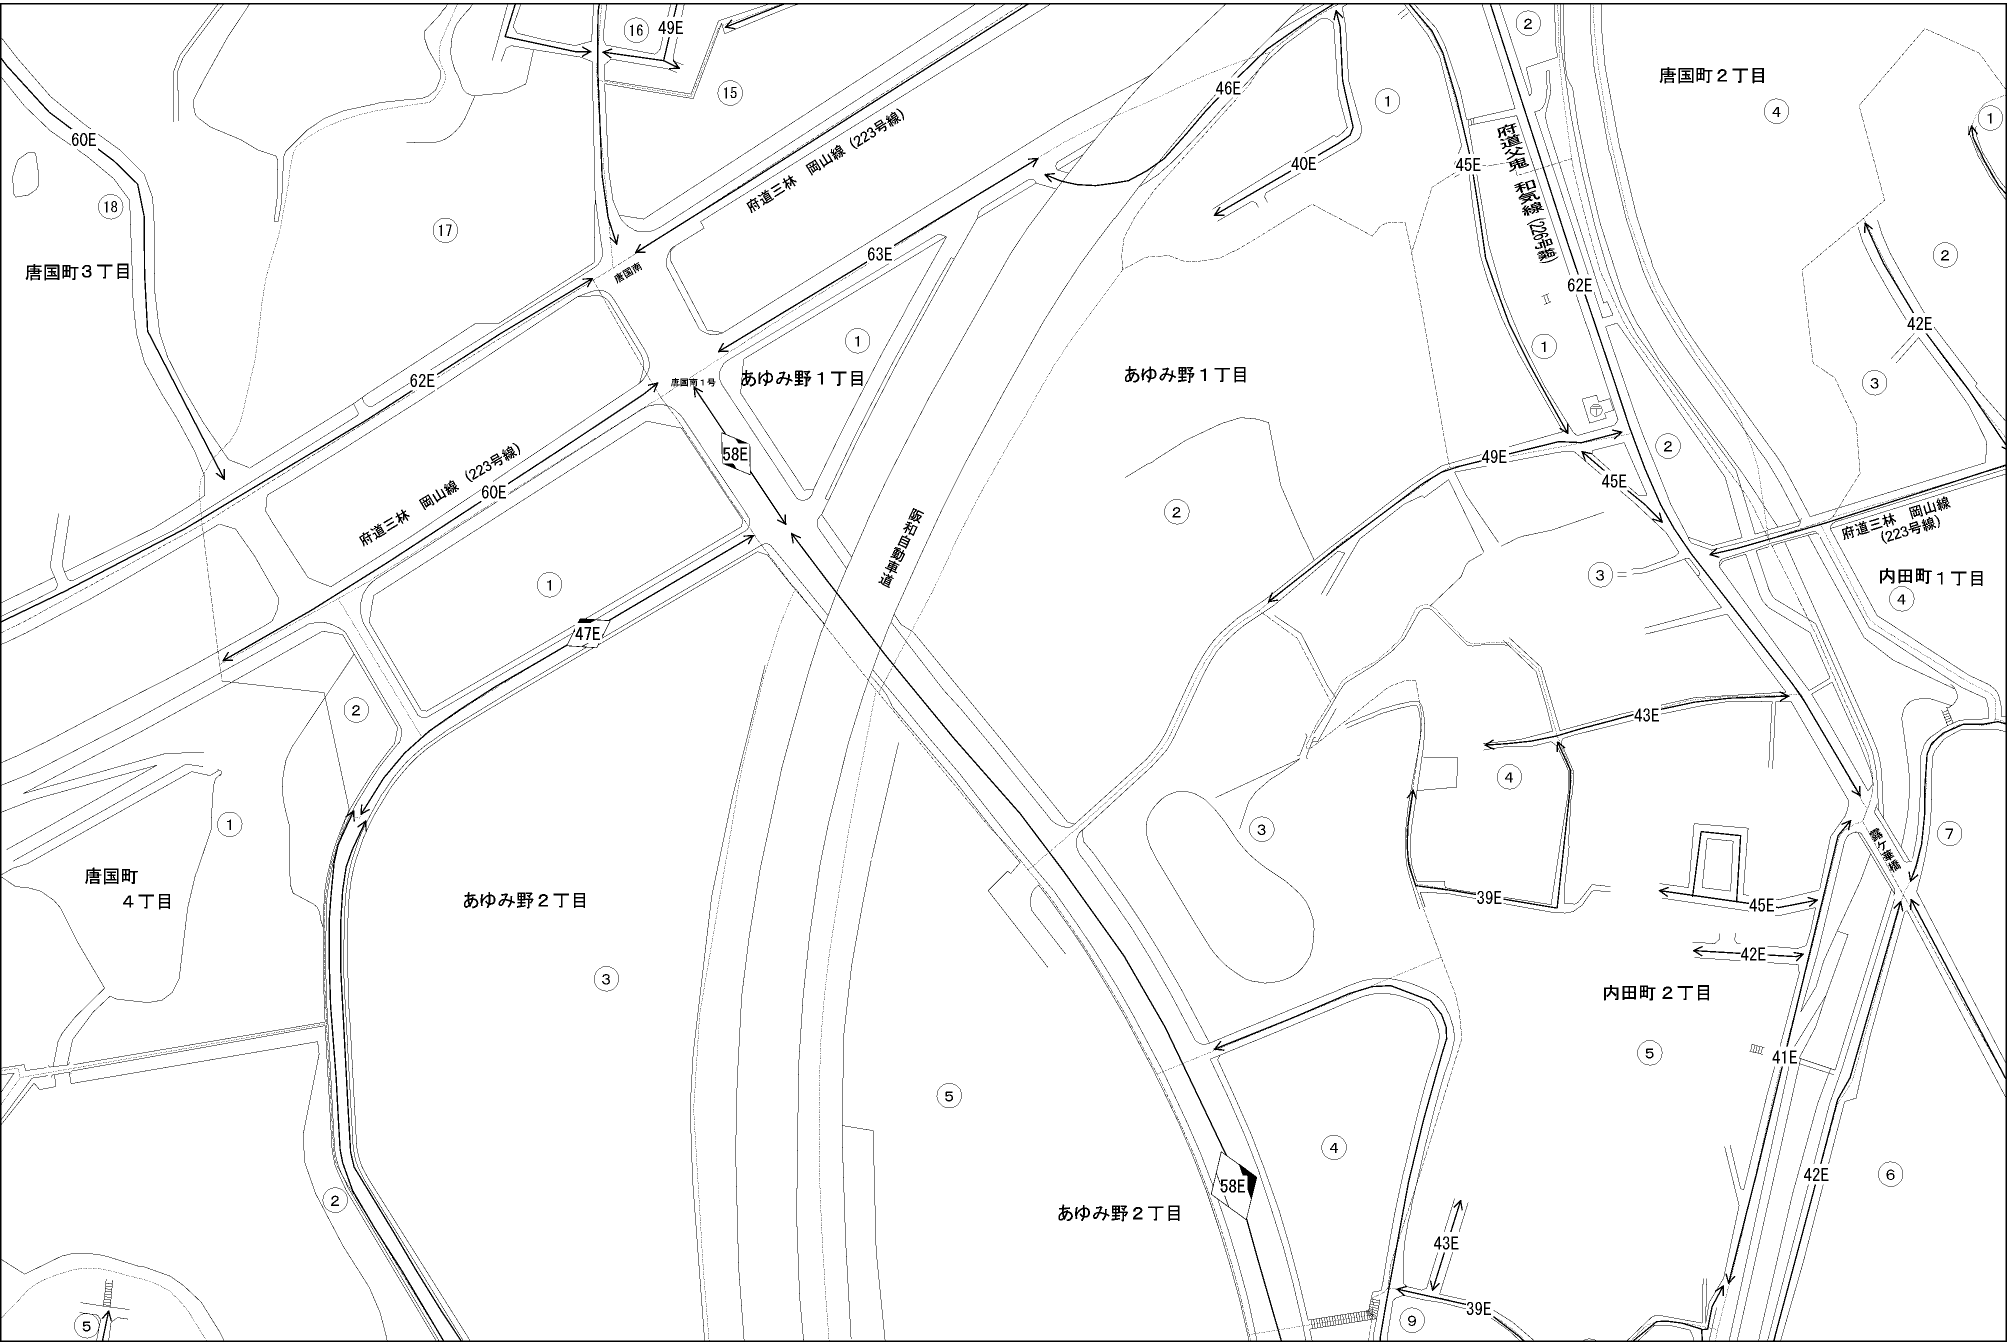 ⑯
49E
②
唐国町２丁目
④
①
⑮
46E
①
60E
府道三林　岡山線（223号線）
府道父鬼　和気線（226号線）
45E
40E
⑱
⑰
唐国町３丁目
唐国南
63E
62E
②
42E
①
①
③
62E
唐国南１号
あゆみ野１丁目
あゆみ野１丁目
〒
58E
49E
②
45E
府道三林　岡山線（223号線）
60E
②
阪和自動車道
府道三林　岡山線
（223号線）
①
③
内田町１丁目
④
47E
②
43E
④
①
③
露ケ華橋
⑦
唐国町
４丁目
あゆみ野２丁目
39E
45E
42E
③
内田町２丁目
⑤
41E
⑤
④
42E
⑥
②
58E
あゆみ野２丁目
43E
39E
⑨
⑤